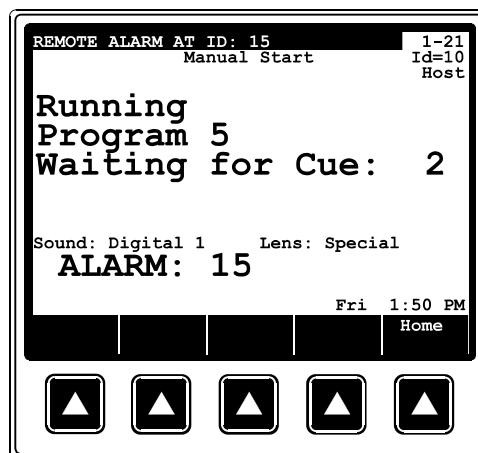 REMOTE ALARM AT ID: 15 1-21
Manual Start Id=10
Host
Running
Program 5
Waiting for Cue: 2
Sound: Digital 1 Lens: Special
ALARM: 15
Fri 1:50 PM
Home